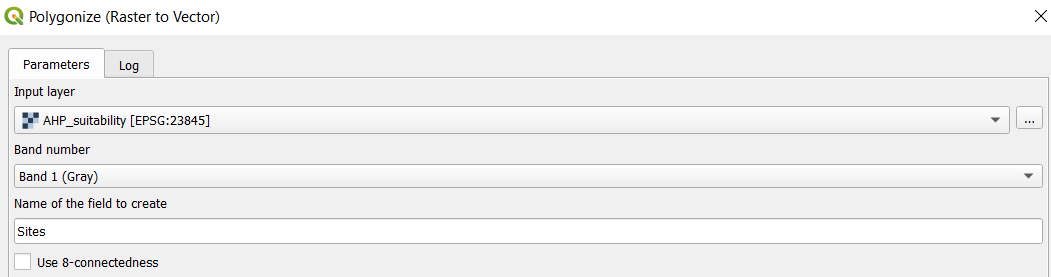 Polygonize (Raster to Vector)
Parameters
Log
Input layer
AHP_suitability [EPSG:23845]
...
Band number
Band 1 (Gray)
Name of the field to create
Sites
Use 8-connectedness